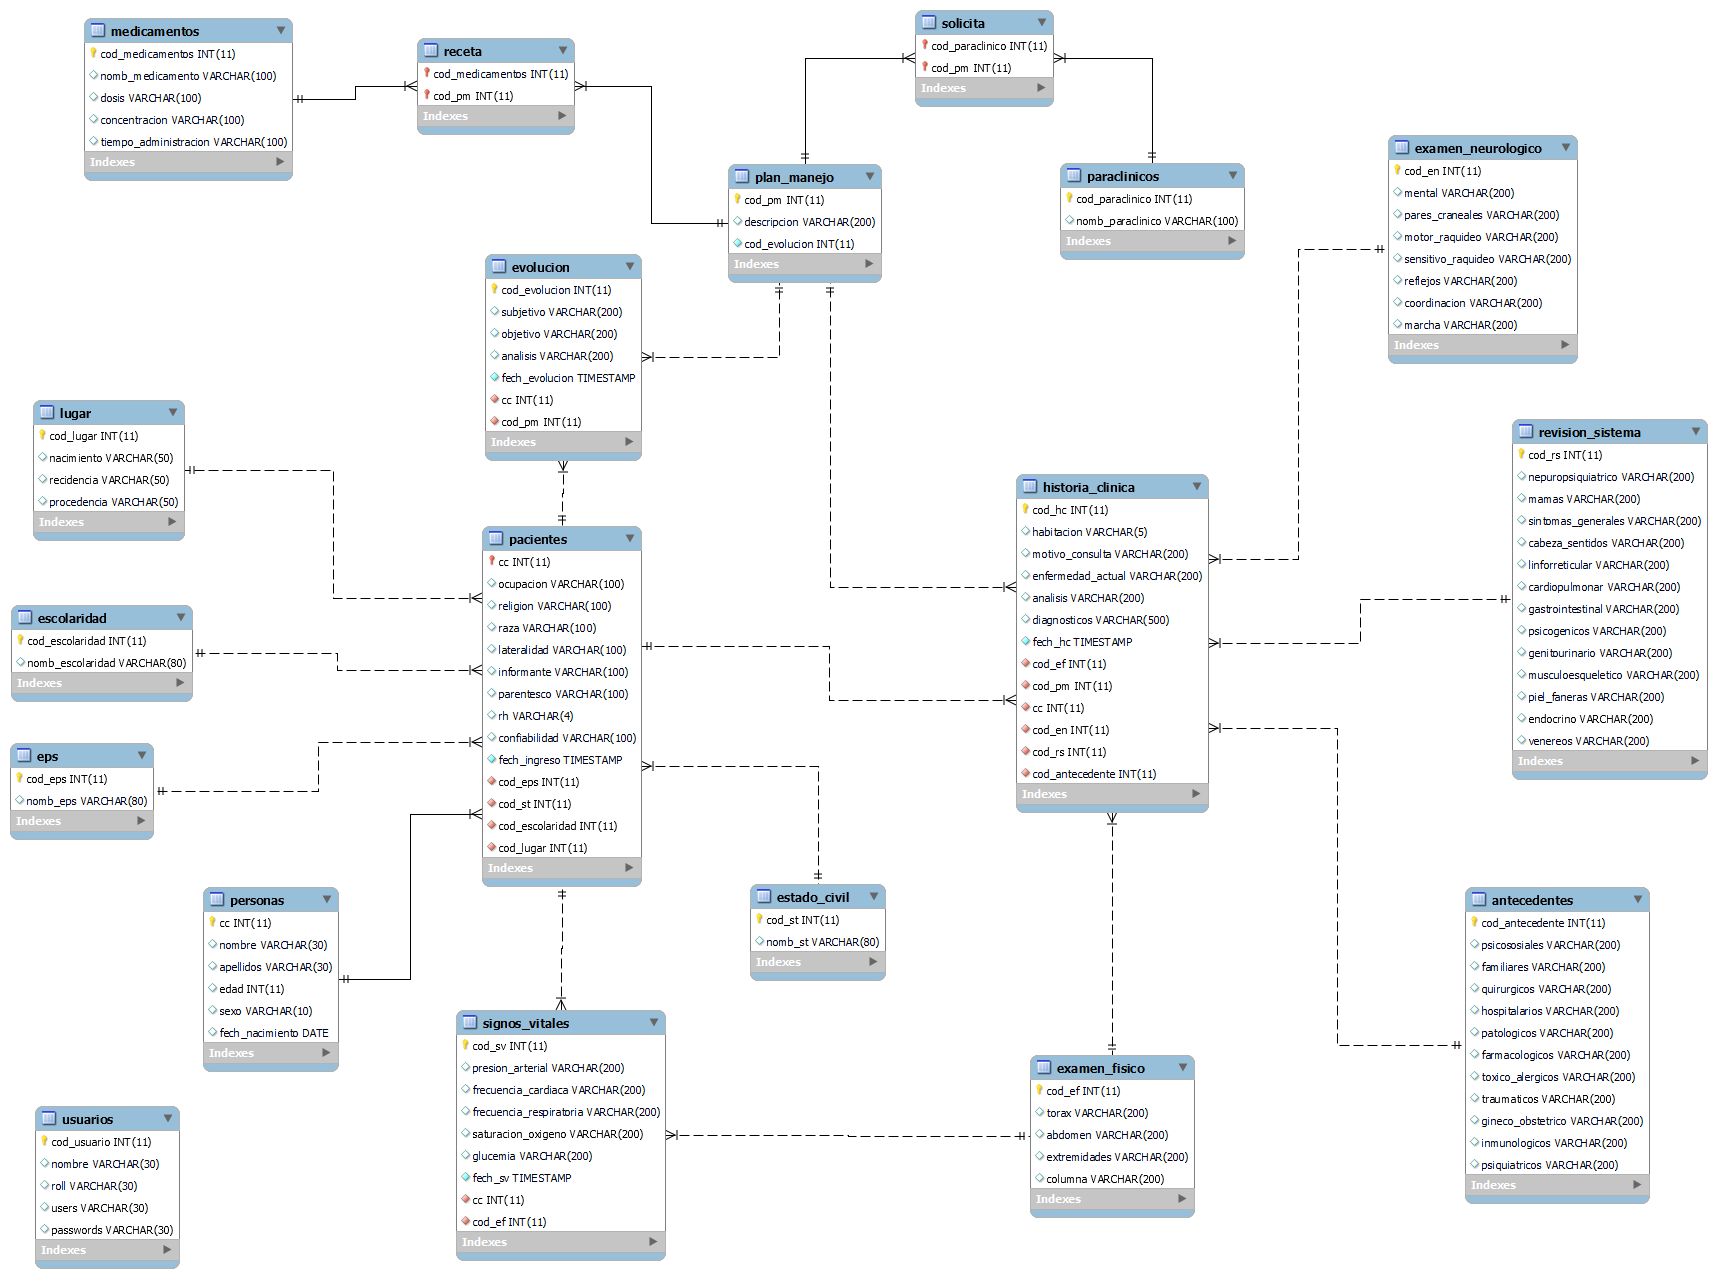 medicamentos
cod_medicamentos INT(11)
nomb_medicamento VARCHAR(100)
dosis VARCHAR(100)
concentracion VARCHAR(100)
tiempo_administracion VARCHAR(100)
Indexes
receta
cod_medicamentos INT(11)
cod_pm INT(11)
Indexes
solicita
cod_paraclinico INT(11)
cod_pm INT(11)
Indexes
plan_manejo
cod_pm INT(11)
descripcion VARCHAR(200)
cod_evolucion INT(11)
Indexes
paraclinicos
cod_paraclinico INT(11)
nomb_paraclinico VARCHAR(100)
Indexes
examen_neurologico
cod_en INT(11)
mental VARCHAR(200)
pares_craneales VARCHAR(200)
motor_raquideo VARCHAR(200)
sensitivo_raquideo VARCHAR(200)
reflejos VARCHAR(200)
coordinacion VARCHAR(200)
marcha VARCHAR(200)
Indexes
evolucion
cod_evolucion INT(11)
subjetivo VARCHAR(200)
objetivo VARCHAR(200)
analisis VARCHAR(200)
fech_evolucion TIMESTAMP
cc INT(11)
cod_pm INT(11)
Indexes
lugar
cod_lugar INT(11)
nacimiento VARCHAR(50)
recidencia VARCHAR(50)
procedencia VARCHAR(50)
Indexes
revision_sistema
cod_rs INT(11)
nepuropsiquiatrico VARCHAR(200)
mamas VARCHAR(200)
sintomas_generales VARCHAR(200)
cabeza_sentidos VARCHAR(200)
linforreticular VARCHAR(200)
cardiopulmonar VARCHAR(200)
gastrointestinal VARCHAR(200)
psicogenicos VARCHAR(200)
genitourinario VARCHAR(200)
musculoesqueletico VARCHAR(200)
piel_faneras VARCHAR(200)
endocrino VARCHAR(200)
venereos VARCHAR(200)
Indexes
historia_clinica
cod_hc INT(11)
habitacion VARCHAR(5)
motivo_consulta VARCHAR(200)
enfermedad_actual VARCHAR(200)
analisis VARCHAR(200)
diagnosticos VARCHAR(500)
fech_hc TIMESTAMP
cod_ef INT(11)
cod_pm INT(11)
cc INT(11)
cod_en INT(11)
cod_rs INT(11)
cod_antecedente INT(11)
Indexes
pacientes
cc INT(11)
ocupacion VARCHAR(100)
religion VARCHAR(100)
raza VARCHAR(100)
lateralidad VARCHAR(100)
informante VARCHAR(100)
parentesco VARCHAR(100)
rh VARCHAR(4)
confiabilidad VARCHAR(100)
fech_ingreso TIMESTAMP
cod_eps INT(11)
cod_st INT(11)
cod_escolaridad INT(11)
cod_lugar INT(11)
Indexes
escolaridad
cod_escolaridad INT(11)
nomb_escolaridad VARCHAR(80)
Indexes
eps
cod_eps INT(11)
nomb_eps VARCHAR(80)
Indexes
personas
cc INT(11)
nombre VARCHAR(30)
apellidos VARCHAR(30)
edad INT(11)
sexo VARCHAR(10)
fech_nacimiento DATE
Indexes
estado_civil
cod_st INT(11)
nomb_st VARCHAR(80)
Indexes
antecedentes
cod_antecedente INT(11)
psicososiales VARCHAR(200)
familiares VARCHAR(200)
quirurgicos VARCHAR(200)
hospitalarios VARCHAR(200)
patologicos VARCHAR(200)
farmacologicos VARCHAR(200)
toxico_alergicos VARCHAR(200)
traumaticos VARCHAR(200)
gineco_obstetrico VARCHAR(200)
inmunologicos VARCHAR(200)
psiquiatricos VARCHAR(200)
Indexes
signos_vitales
cod_sv INT(11)
presion_arterial VARCHAR(200)
frecuencia_cardiaca VARCHAR(200)
frecuencia_respiratoria VARCHAR(200)
saturacion_oxigeno VARCHAR(200)
glucemia VARCHAR(200)
fech_sv TIMESTAMP
cc INT(11)
cod_ef INT(11)
Indexes
examen_fisico
cod_ef INT(11)
torax VARCHAR(200)
abdomen VARCHAR(200)
extremidades VARCHAR(200)
columna VARCHAR(200)
Indexes
usuarios
cod_usuario INT(11)
nombre VARCHAR(30)
roll VARCHAR(30)
users VARCHAR(30)
passwords VARCHAR(30)
Indexes